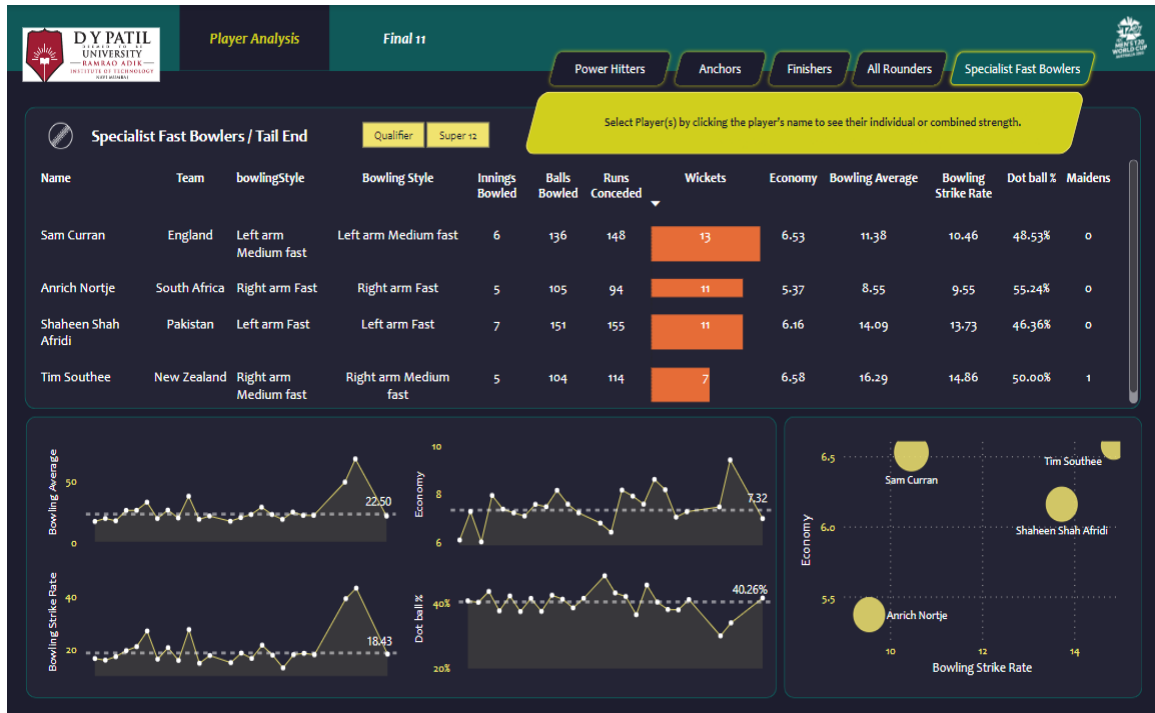 D Y PATIL
UNIVERSITY
RAMRAO ADIK
INSTITUTE OF TECHNOLOGY
NAVI MUMBAI
Player Analysis
Final 11
MEN'S T20
WORLD CUP
Power Hitters
Anchors
Finishers
All Rounders
Specialist Fast Bowlers
Select Player(s) by clicking the player's name to see their individual or combined strength.
Specialist Fast Bowlers / Tail End
Qualifier
Super 12
Name Team bowlingStyle Bowling Style Innings Bowled Balls Bowled Runs Conceded Wickets Economy Bowling Average Bowling Strike Rate Dot ball % Maidens
Sam Curran England Left arm Medium fast Left arm Medium fast 6 136 148 13 6.53 11.38 10.46 48.53% 0
Anrich Nortje South Africa Right arm Fast Right arm Fast 5 105 94 11 5.37 8.55 9.55 55.24% 0
Shaheen Shah Afridi Pakistan Left arm Fast Left arm Fast 7 151 155 11 6.16 14.09 13.73 46.36% 0
Tim Southee New Zealand Right arm Medium fast Right arm Medium fast 5 104 114 7 6.58 16.29 14.86 50.00% 1
Bowling Average
50
0
22.50
Economy
10
8
6
7.32
Bowling Strike Rate
40
20
18.43
Dot ball %
40%
20%
40.26%
Economy
6.5
6.0
5.5
Tim Southee
Sam Curran
Shaheen Shah Afridi
Anrich Nortje
10 12 14
Bowling Strike Rate